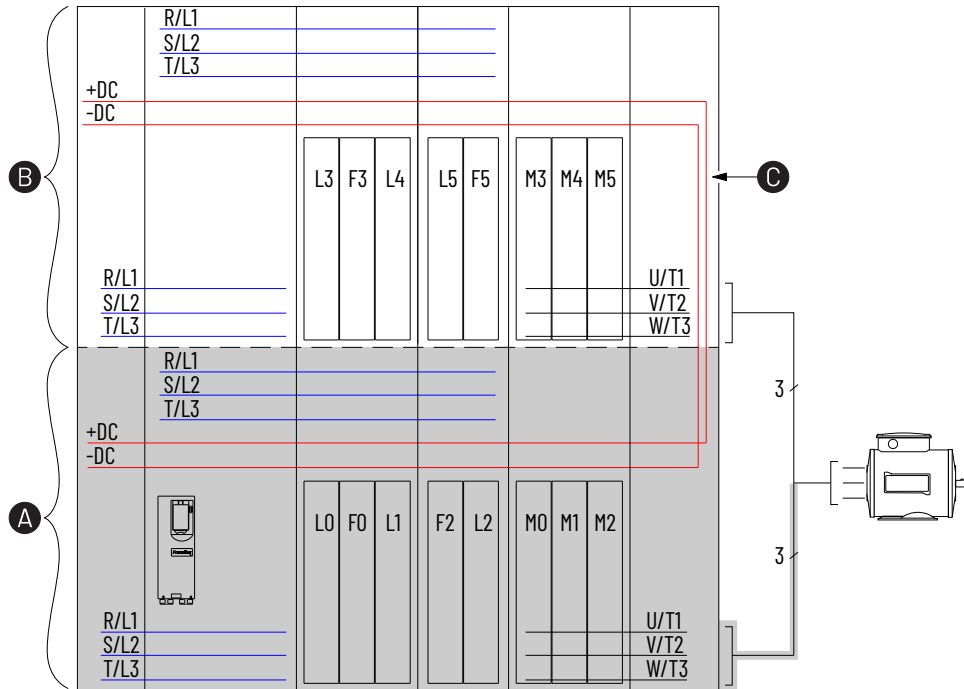 R/L1
S/L2
T/L3
+DC
-DC
B
L3 F3 L4 L5 F5 M3 M4 M5
C
R/L1 U/T1
S/L2 V/T2
T/L3 W/T3
R/L1
S/L2
T/L3
3
+DC
-DC
A
L0 F0 L1 F2 L2 M0 M1 M2
3
R/L1 U/T1
S/L2 V/T2
T/L3 W/T3